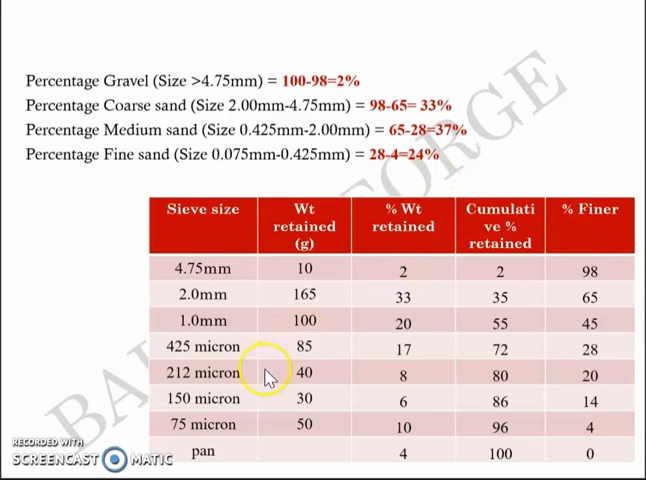 Percentage Gravel (Size >4.75mm) = 100-98=2%
Percentage Coarse sand (Size 2.00mm-4.75mm) = 98-65= 33%
Percentage Medium sand (Size 0.425mm-2.00mm) = 65-28=37%
Percentage Fine sand (Size 0.075mm-0.425mm) = 28-4=24%
Sieve size Wt retained (g) % Wt retained Cumulati ve % retained % Finer
4.75mm 10 2 2 98
2.0mm 165 33 35 65
1.0mm 100 20 55 45
425 micron 85 17 72 28
212 micron 40 8 80 20
150 micron 30 6 86 14
75 micron 50 10 96 4
pan 4 100 0
RECORDED WITH
SCREENCAST MATIC